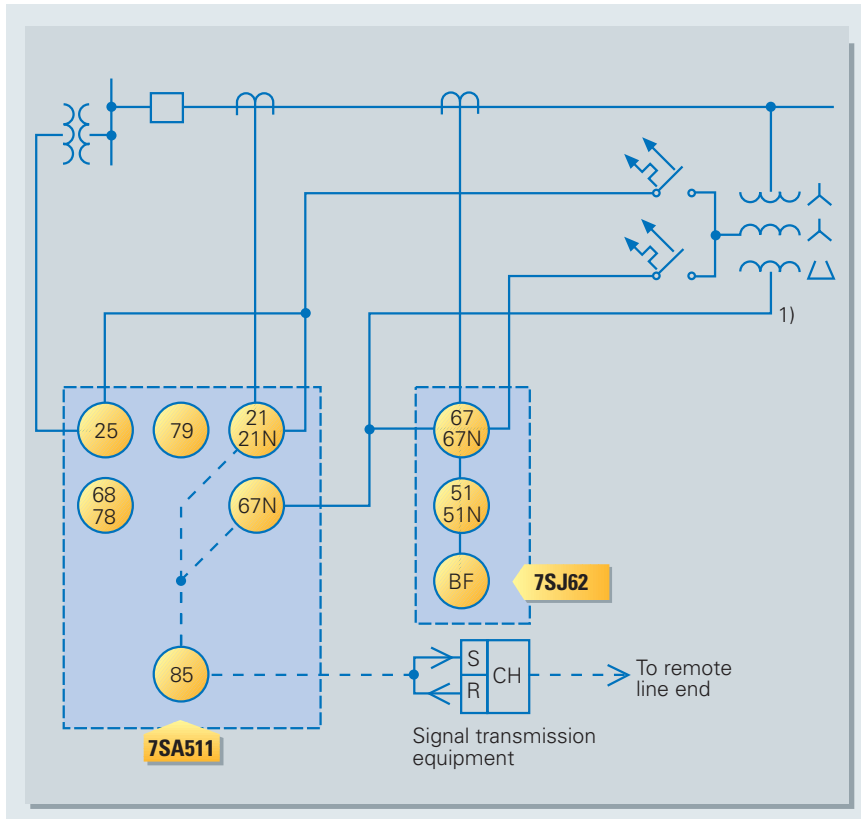 1)
25
79
21
21N
67
67N
68
78
67N
51
51N
BF
7SJ62
85
S
R
CH
To remote
line end
7SA511
Signal transmission
equipment